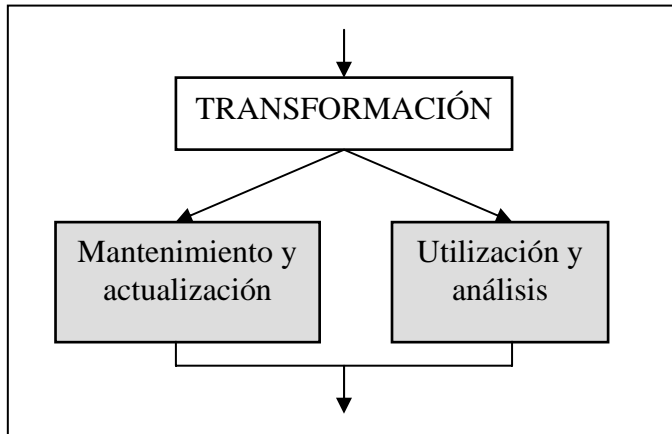 TRANSFORMACIÓN
Mantenimiento y
actualización
Utilización y
análisis